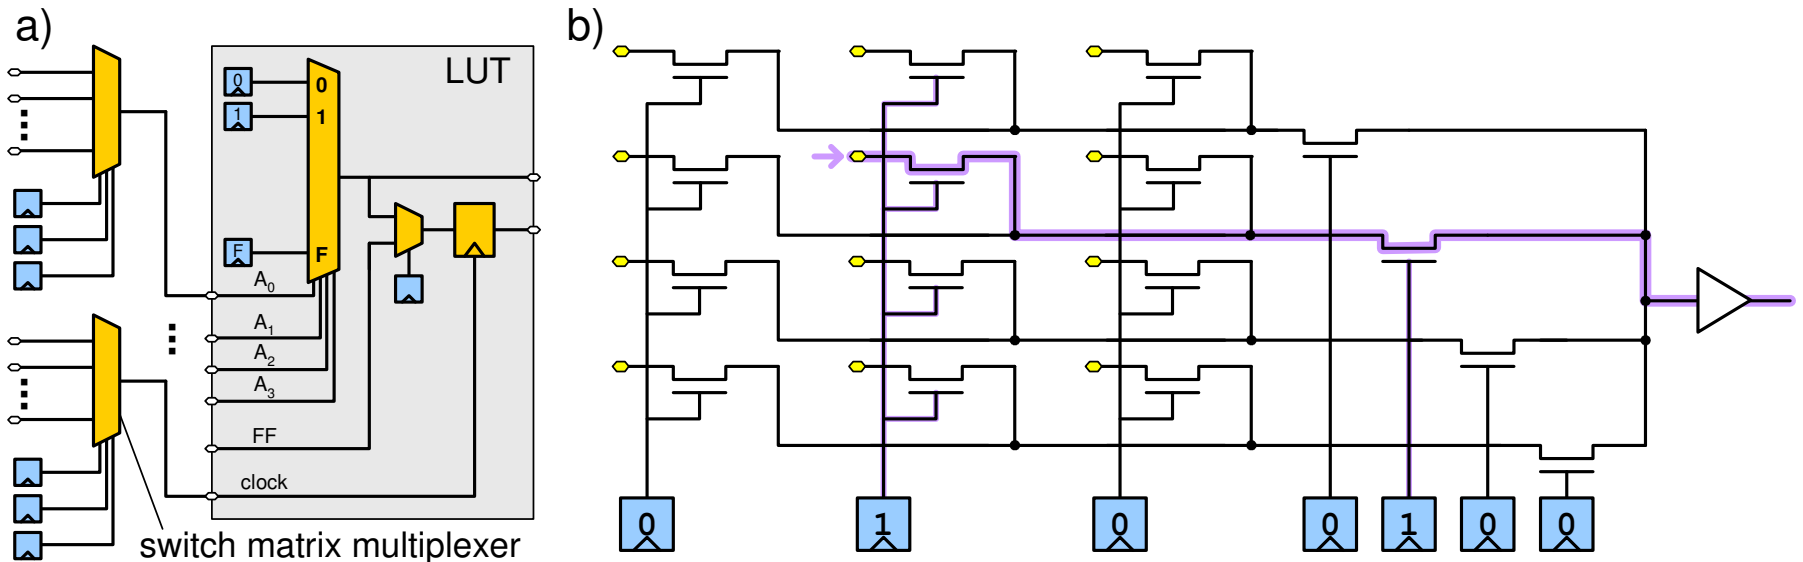 a)
LUT
0
0
1
1
F
F
A0
A1
A2
A3
FF
clock
switch matrix multiplexer
b)
0 1 0 0 1 0 0